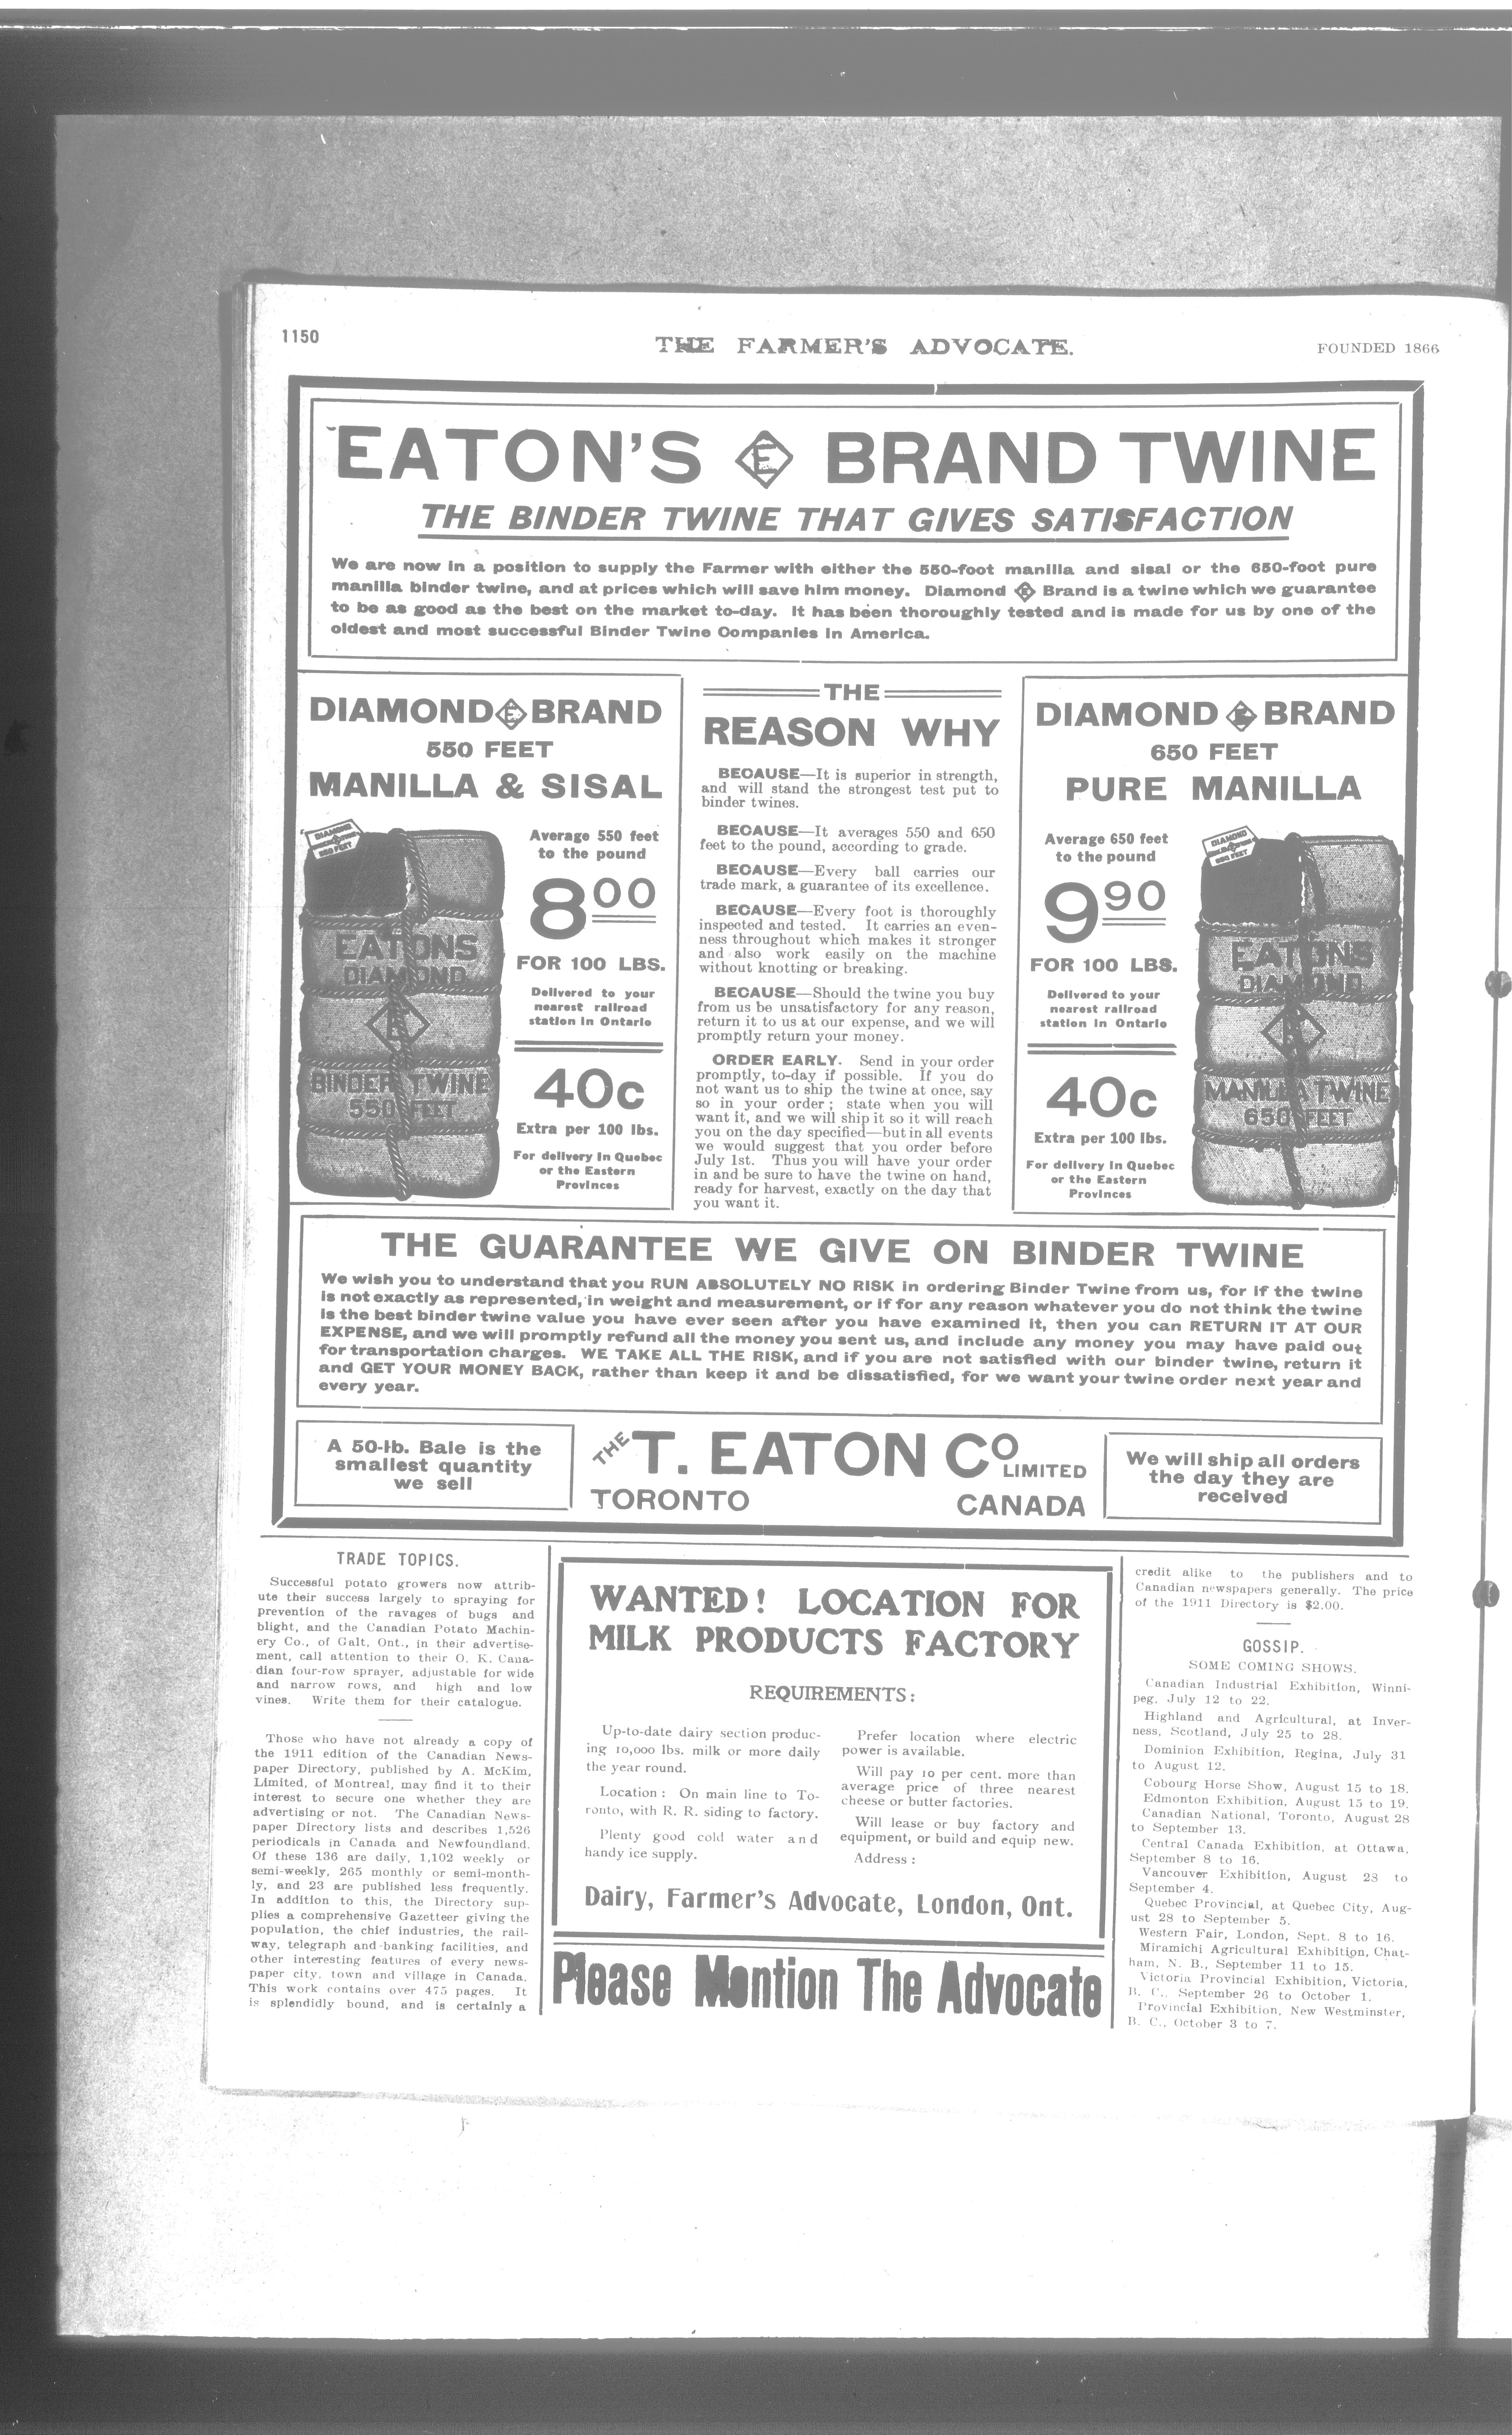 1150
THE FARMER'S ADVOCATE.
FOUNDED 1866
EATON'S E BRAND TWINE
THE BINDER TWINE THAT GIVES SATISFACTION
We are now in a position to supply the Farmer with either the 550-foot manilla and sisal or the 650-foot pure
manilla binder twine, and at prices which will save him money. Diamond E Brand is a twine which we guarantee
to be as good as the best on the market to-day. It has been thoroughly tested and is made for us by one of the
oldest and most successful Binder Twine Companies in America.
DIAMOND E BRAND
550 FEET
MANILLA & SISAL
DIAMOND
550 FEET
EATONS
DIAMOND
E
BINDER TWINE
550 FEET
Average 550 feet
to the pound
8 00
FOR 100 LBS.
Delivered to your
nearest railroad
station in Ontario
40c
Extra per 100 lbs.
For delivery in Quebec
or the Eastern
Provinces
THE
REASON WHY
BECAUSE—It is superior in strength,
and will stand the strongest test put to
binder twines.
BECAUSE—It averages 550 and 650
feet to the pound, according to grade.
BECAUSE—Every ball carries our
trade mark, a guarantee of its excellence.
BECAUSE—Every foot is thoroughly
inspected and tested. It carries an even-
ness throughout which makes it stronger
and also work easily on the machine
without knotting or breaking.
BECAUSE—Should the twine you buy
from us be unsatisfactory for any reason,
return it to us at our expense, and we will
promptly return your money.
ORDER EARLY. Send in your order
promptly, to-day if possible. If you do
not want us to ship the twine at once, say
so in your order; state when you will
want it, and we will ship it so it will reach
you on the day specified—but in all events
we would suggest that you order before
July 1st. Thus you will have your order
in and be sure to have the twine on hand,
ready for harvest, exactly on the day that
you want it.
DIAMOND E BRAND
650 FEET
PURE MANILLA
Average 650 feet
to the pound
9 90
FOR 100 LBS.
Delivered to your
nearest railroad
station in Ontario
40c
Extra per 100 lbs.
For delivery in Quebec
or the Eastern
Provinces
DIAMOND
650 FEET
EATONS
DIAMOND
E
MANILLA TWINE
650 FEET
THE GUARANTEE WE GIVE ON BINDER TWINE
We wish you to understand that you RUN ABSOLUTELY NO RISK in ordering Binder Twine from us, for if the twine
is not exactly as represented, in weight and measurement, or if for any reason whatever you do not think the twine
is the best binder twine value you have ever seen after you have examined it, then you can RETURN IT AT OUR
EXPENSE, and we will promptly refund all the money you sent us, and include any money you may have paid out
for transportation charges. WE TAKE ALL THE RISK, and if you are not satisfied with our binder twine, return it
and GET YOUR MONEY BACK, rather than keep it and be dissatisfied, for we want your twine order next year and
every year.
A 50-lb. Bale is the
smallest quantity
we sell
THE T. EATON CO LIMITED
TORONTO CANADA
We will ship all orders
the day they are
received
TRADE TOPICS.
Successful potato growers now attrib-
ute their success largely to spraying for
prevention of the ravages of bugs and
blight, and the Canadian Potato Machin-
ery Co., of Galt, Ont., in their advertise-
ment, call attention to their O. K. Cana-
dian four-row sprayer, adjustable for wide
and narrow rows, and high and low
vines. Write them for their catalogue.
Those who have not already a copy of
the 1911 edition of the Canadian News-
paper Directory, published by A. McKim,
Limited, of Montreal, may find it to their
interest to secure one whether they are
advertising or not. The Canadian News-
paper Directory lists and describes 1,526
periodicals in Canada and Newfoundland.
Of these 136 are daily, 1,102 weekly or
semi-weekly, 265 monthly or semi-month-
ly, and 23 are published less frequently.
In addition to this, the Directory sup-
plies a comprehensive Gazetteer giving the
population, the chief industries, the rail-
way, telegraph and banking facilities, and
other interesting features of every news-
paper city, town and village in Canada.
This work contains over 475 pages. It
is splendidly bound, and is certainly a
WANTED! LOCATION FOR
MILK PRODUCTS FACTORY
REQUIREMENTS:
Up-to-date dairy section produc-
ing 10,000 lbs. milk or more daily
the year round.
Location: On main line to To-
ronto, with R. R. siding to factory.
Plenty good cold water and
handy ice supply.
Prefer location where electric
power is available.
Will pay 10 per cent. more than
average price of three nearest
cheese or butter factories.
Will lease or buy factory and
equipment, or build and equip new.
Address:
Dairy, Farmer's Advocate, London, Ont.
Please Mention The Advocate
credit alike to the publishers and to
Canadian newspapers generally. The price
of the 1911 Directory is $2.00.
GOSSIP.
SOME COMING SHOWS.
Canadian Industrial Exhibition, Winni-
peg, July 12 to 22.
Highland and Agricultural, at Inver-
ness, Scotland, July 25 to 28.
Dominion Exhibition, Regina, July 31
to August 12.
Cobourg Horse Show, August 15 to 18.
Edmonton Exhibition, August 15 to 19.
Canadian National, Toronto, August 28
to September 13.
Central Canada Exhibition, at Ottawa,
September 8 to 16.
Vancouver Exhibition, August 28 to
September 4.
Quebec Provincial, at Quebec City, Aug-
ust 28 to September 5.
Western Fair, London, Sept. 8 to 16.
Miramichi Agricultural Exhibition, Chat-
ham, N. B., September 11 to 15.
Victoria Provincial Exhibition, Victoria,
B. C., September 26 to October 1.
Provincial Exhibition, New Westminster,
B. C., October 3 to 7.